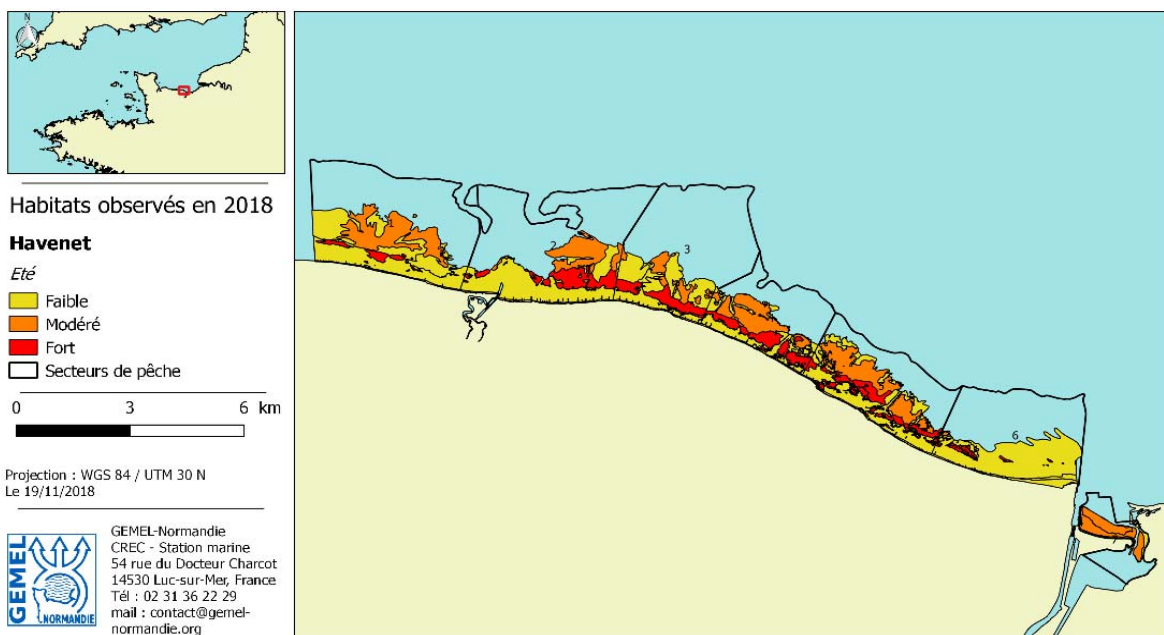 N
Habitats observés en 2018
Havenet
Eté
Faible
Modéré
Fort
Secteurs de pêche
0 3 6 km
Projection : WGS 84 / UTM 30 N
Le 19/11/2018
GEMEL
NORMANDIE
GEMEL-Normandie
CREC - Station marine
54 rue du Docteur Charcot
14530 Luc-sur-Mer, France
Tél : 02 31 36 22 29
mail : contact@gemel-
normandie.org
1
2
3
5
6